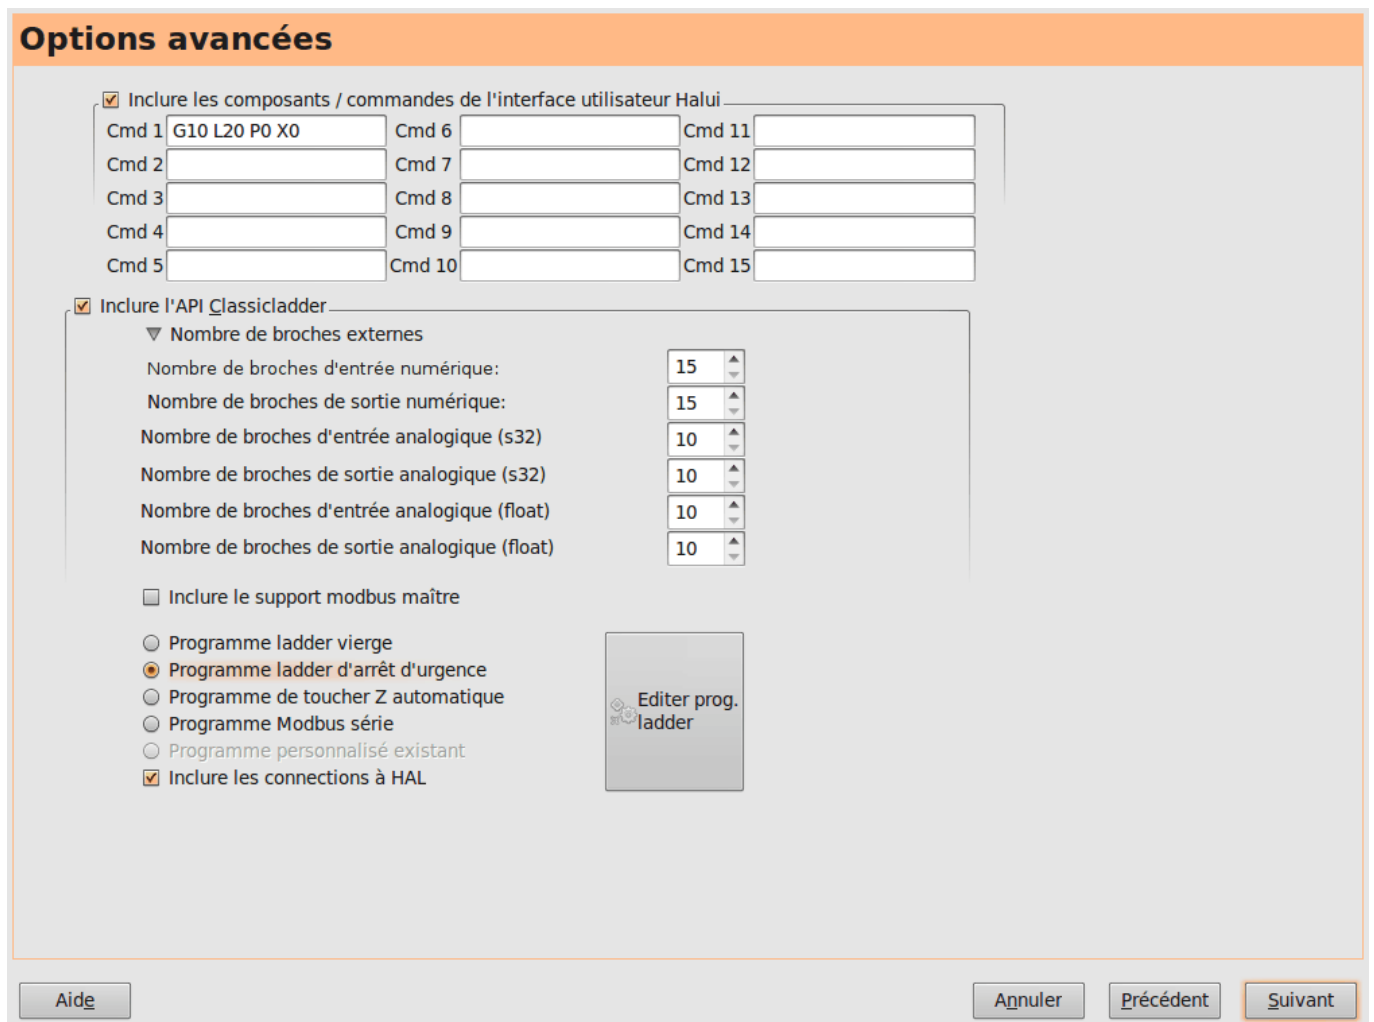 Options avancées
Inclure les composants / commandes de l'interface utilisateur Halui
Cmd 1 G10 L20 P0 X0 Cmd 6 Cmd 11
Cmd 2 Cmd 7 Cmd 12
Cmd 3 Cmd 8 Cmd 13
Cmd 4 Cmd 9 Cmd 14
Cmd 5 Cmd 10 Cmd 15
Inclure l'API Classicladder
Nombre de broches externes
Nombre de broches d'entrée numérique: 15
Nombre de broches de sortie numérique: 15
Nombre de broches d'entrée analogique (s32) 10
Nombre de broches de sortie analogique (s32) 10
Nombre de broches d'entrée analogique (float) 10
Nombre de broches de sortie analogique (float) 10
Inclure le support modbus maître
Programme ladder vierge
Programme ladder d'arrêt d'urgence
Programme de toucher Z automatique
Programme Modbus série
Programme personnalisé existant
Inclure les connections à HAL
Editer prog.
ladder
Aide Annuler Précédent Suivant